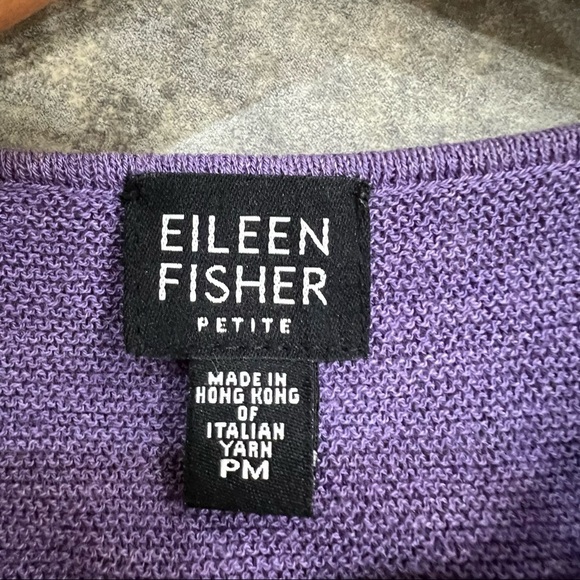 EILEEN
FISHER
PETITE
MADE IN
HONG KONG
OF
ITALIAN
YARN
PM